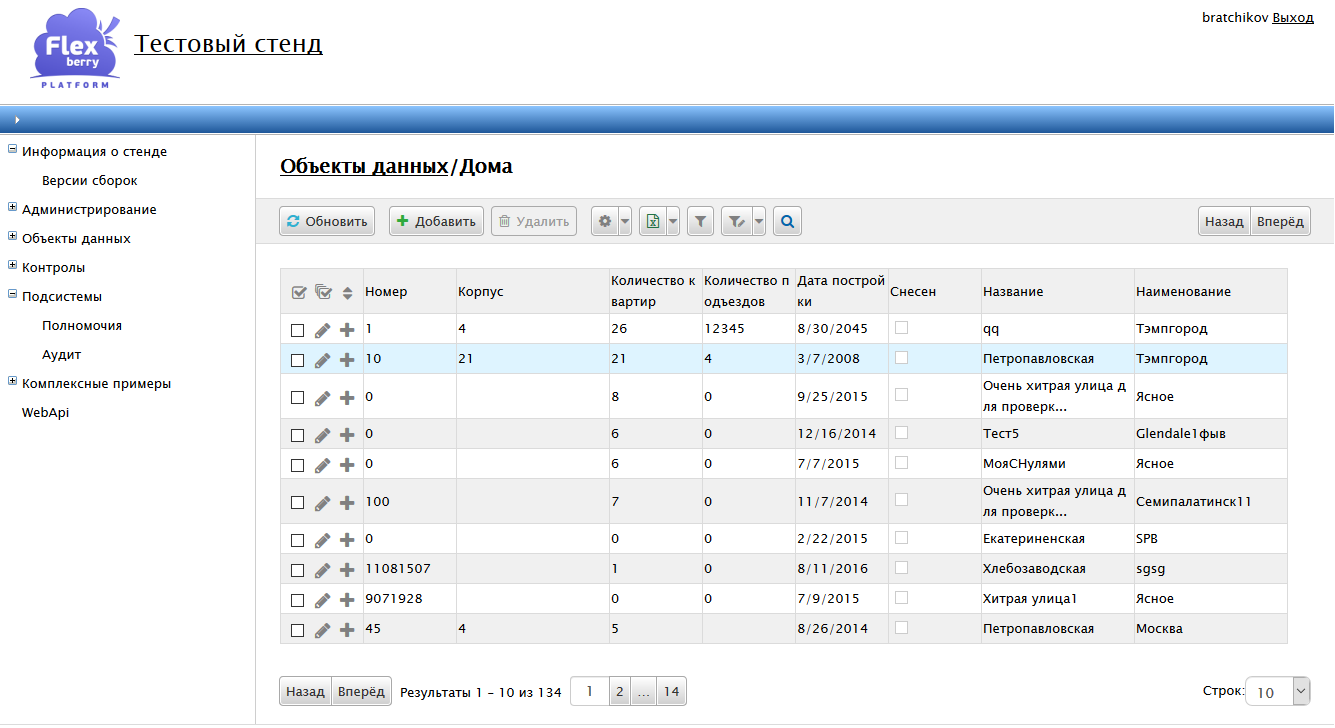 Flex
berry
PLATFORM
Тестовый стенд
bratchikov Выход
Информация о стенде
Версии сборок
Администрирование
Объекты данных
Контролы
Подсистемы
Полномочия
Аудит
Комплексные примеры
WebApi
Объекты данных/Дома
Обновить Добавить Удалить Назад Вперёд
Номер Корпус Количество к Количество п Дата построй Снесен Название Наименование
вартир одъездов ки
1 4 26 12345 8/30/2045 qq Тэмпгород
10 21 21 4 3/7/2008 Петропавловская Тэмпгород
0 8 0 9/25/2015 Очень хитрая улица д Ясное
ля проверк...
0 6 0 12/16/2014 Тест5 Glendale1фыв
0 6 0 7/7/2015 МояСНулями Ясное
100 7 0 11/7/2014 Очень хитрая улица д Семипалатинск11
ля проверк...
0 0 0 2/22/2015 Екатериненская SPB
11081507 1 0 8/11/2016 Хлебозаводская sgsg
9071928 0 0 7/9/2015 Хитрая улица1 Ясное
45 4 5 8/26/2014 Петропавловская Москва
Назад Вперёд Результаты 1 – 10 из 134 1 2 ... 14 Строк: 10